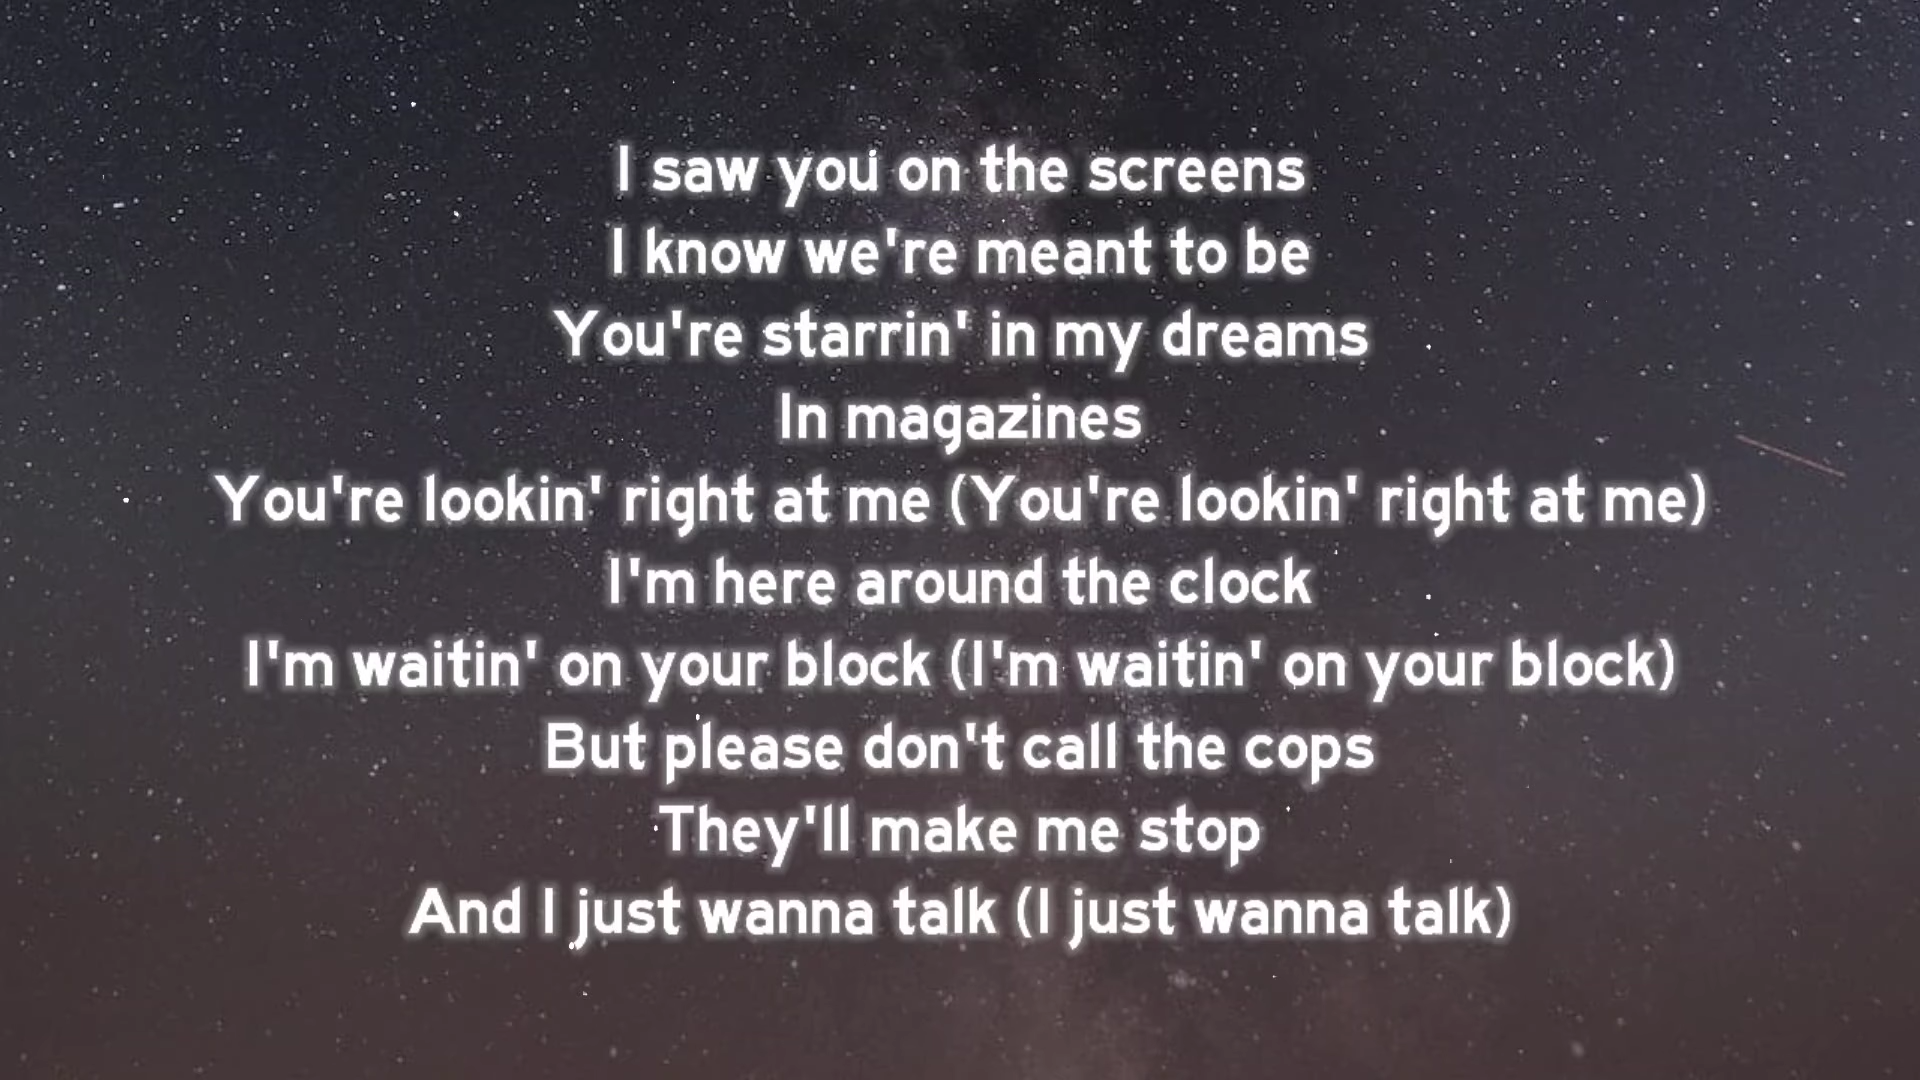 I saw you on the screens
I know we're meant to be
You're starrin' in my dreams
In magazines
You're lookin' right at me (You're lookin' right at me)
I'm here around the clock
I'm waitin' on your block (I'm waitin' on your block)
But please don't call the cops
They'll make me stop
And I just wanna talk (I just wanna talk)